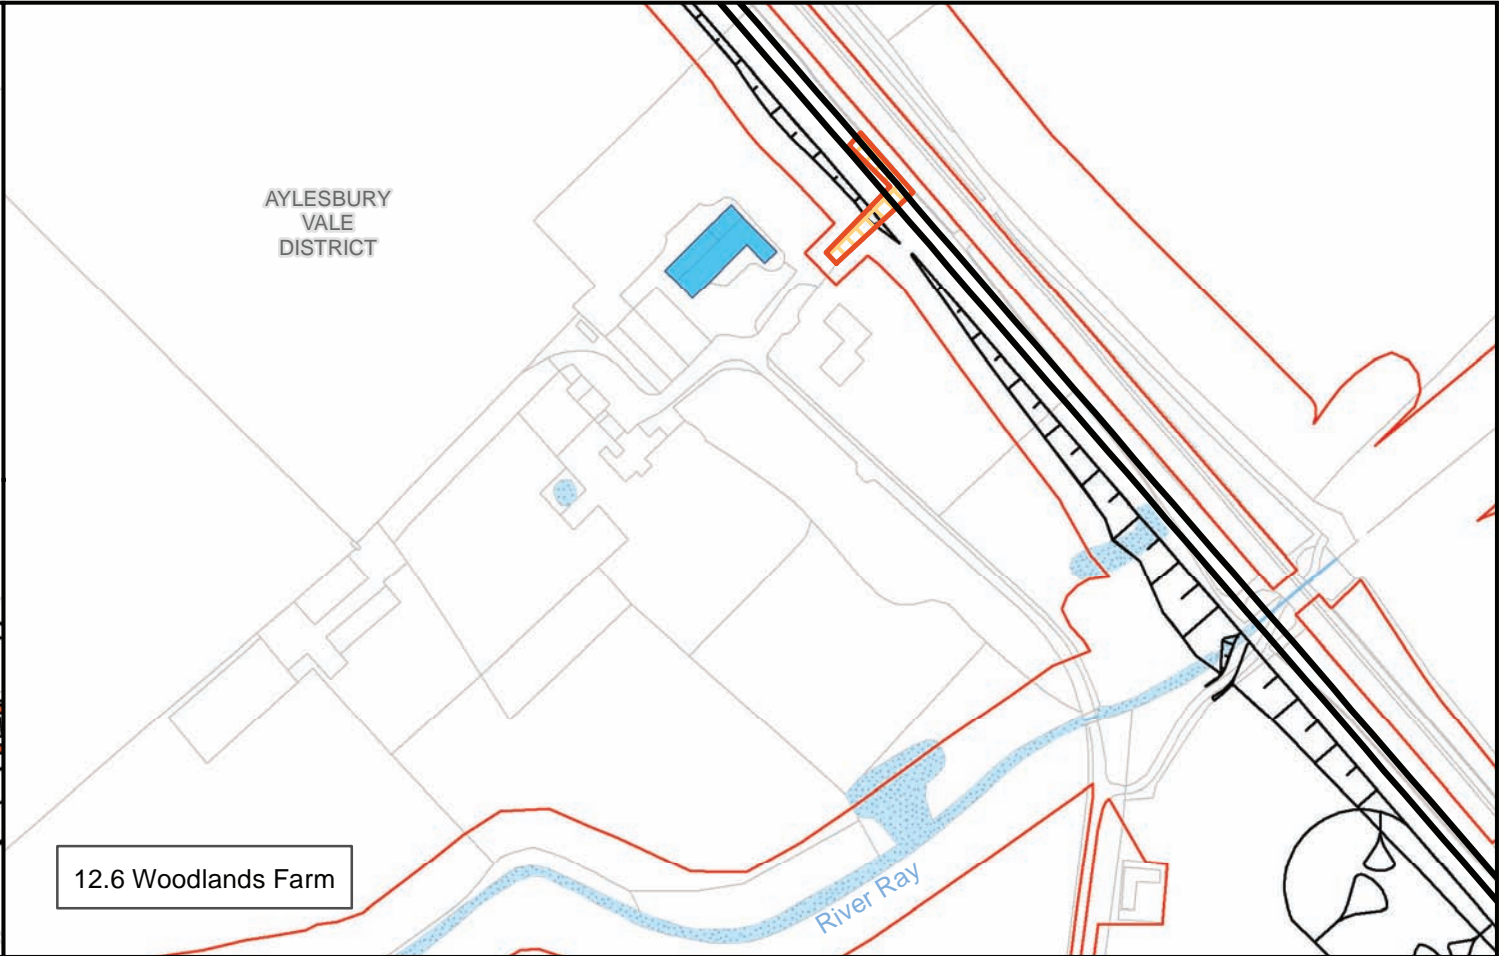 AYLESBURY
VALE
DISTRICT
12.6 Woodlands Farm
River Ray